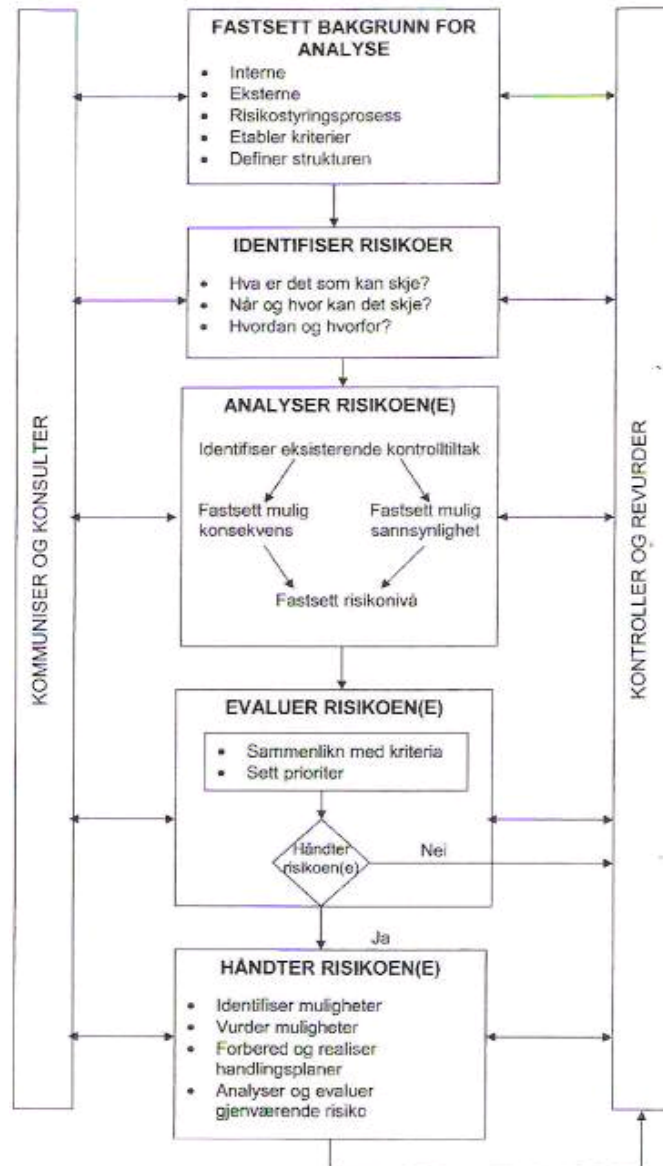 FASTSETT BAKGRUNN FOR
ANALYSE
• Interne
• Eksterne
• Risikostyringsprosess
• Etabler kriterier
• Definer strukturen
IDENTIFISER RISIKOER
• Hva er det som kan skje?
• Når og hvor kan det skje?
• Hvordan og hvorfor?
ANALYSER RISIKOEN(E)
Identifiser eksisterende kontrolltiltak
Fastsett mulig
konsekvens
Fastsett mulig
sannsynlighet
Fastsett risikonivå
EVALUER RISIKOEN(E)
• Sammenlikn med kriteria
• Sett prioriter
Håndter
risikoen(e)
Nei
Ja
HÅNDTER RISIKOEN(E)
• Identifiser muligheter
• Vurder muligheter
• Forbered og realiser
handlingsplaner
• Analyser og evaluer
gjenværende risiko
KOMMUNISER OG KONSULTER
KONTROLLER OG REVURDER